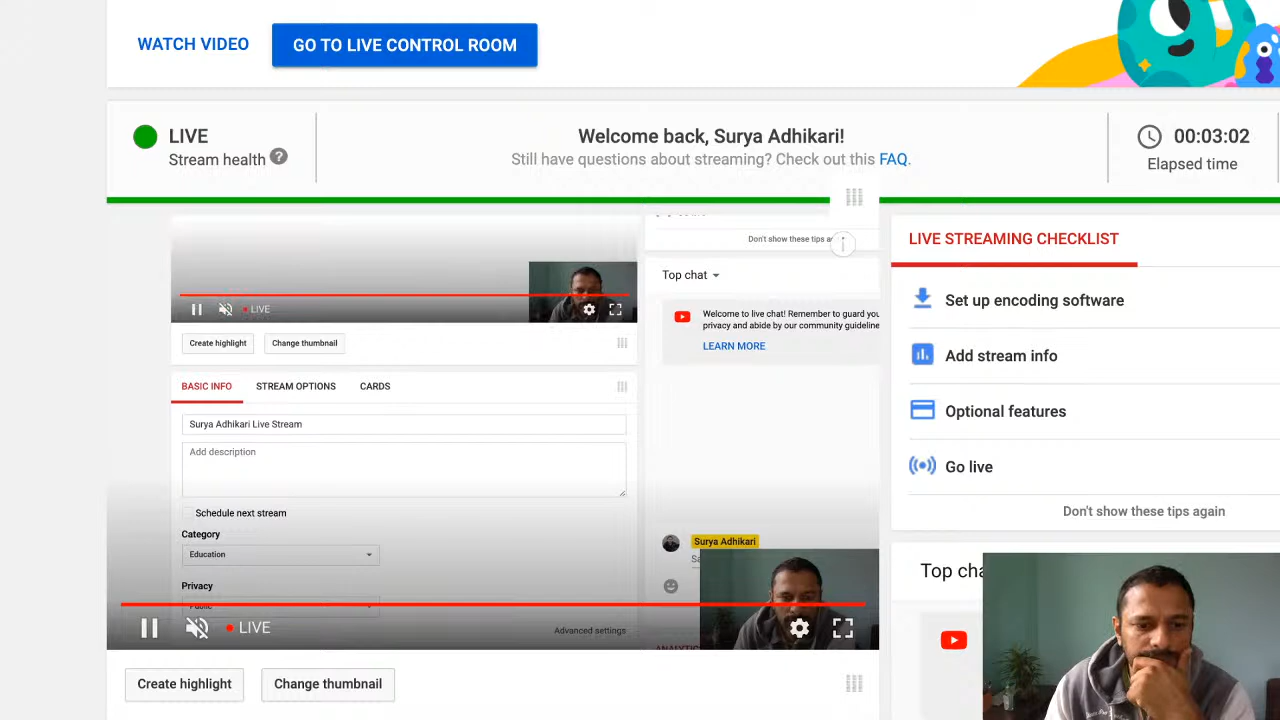 WATCH VIDEO
GO TO LIVE CONTROL ROOM
LIVE
Stream health ?
Welcome back, Surya Adhikari!
Still have questions about streaming? Check out this FAQ.
00:03:02
Elapsed time
Don't show these tips
Top chat
Welcome to live chat! Remember to guard
privacy and abide by our community
LEARN MORE
LIVE
Create highlight
Change thumbnail
BASIC INFO
STREAM OPTIONS
CARDS
Surya Adhikari Live Stream
Add description
Schedule next stream
Category
Education
Privacy
Public
Advanced settings
Surya Adhikari
LIVE
Create highlight
Change thumbnail
LIVE STREAMING CHECKLIST
Set up encoding software
Add stream info
Optional features
Go live
Don't show these tips again
Top